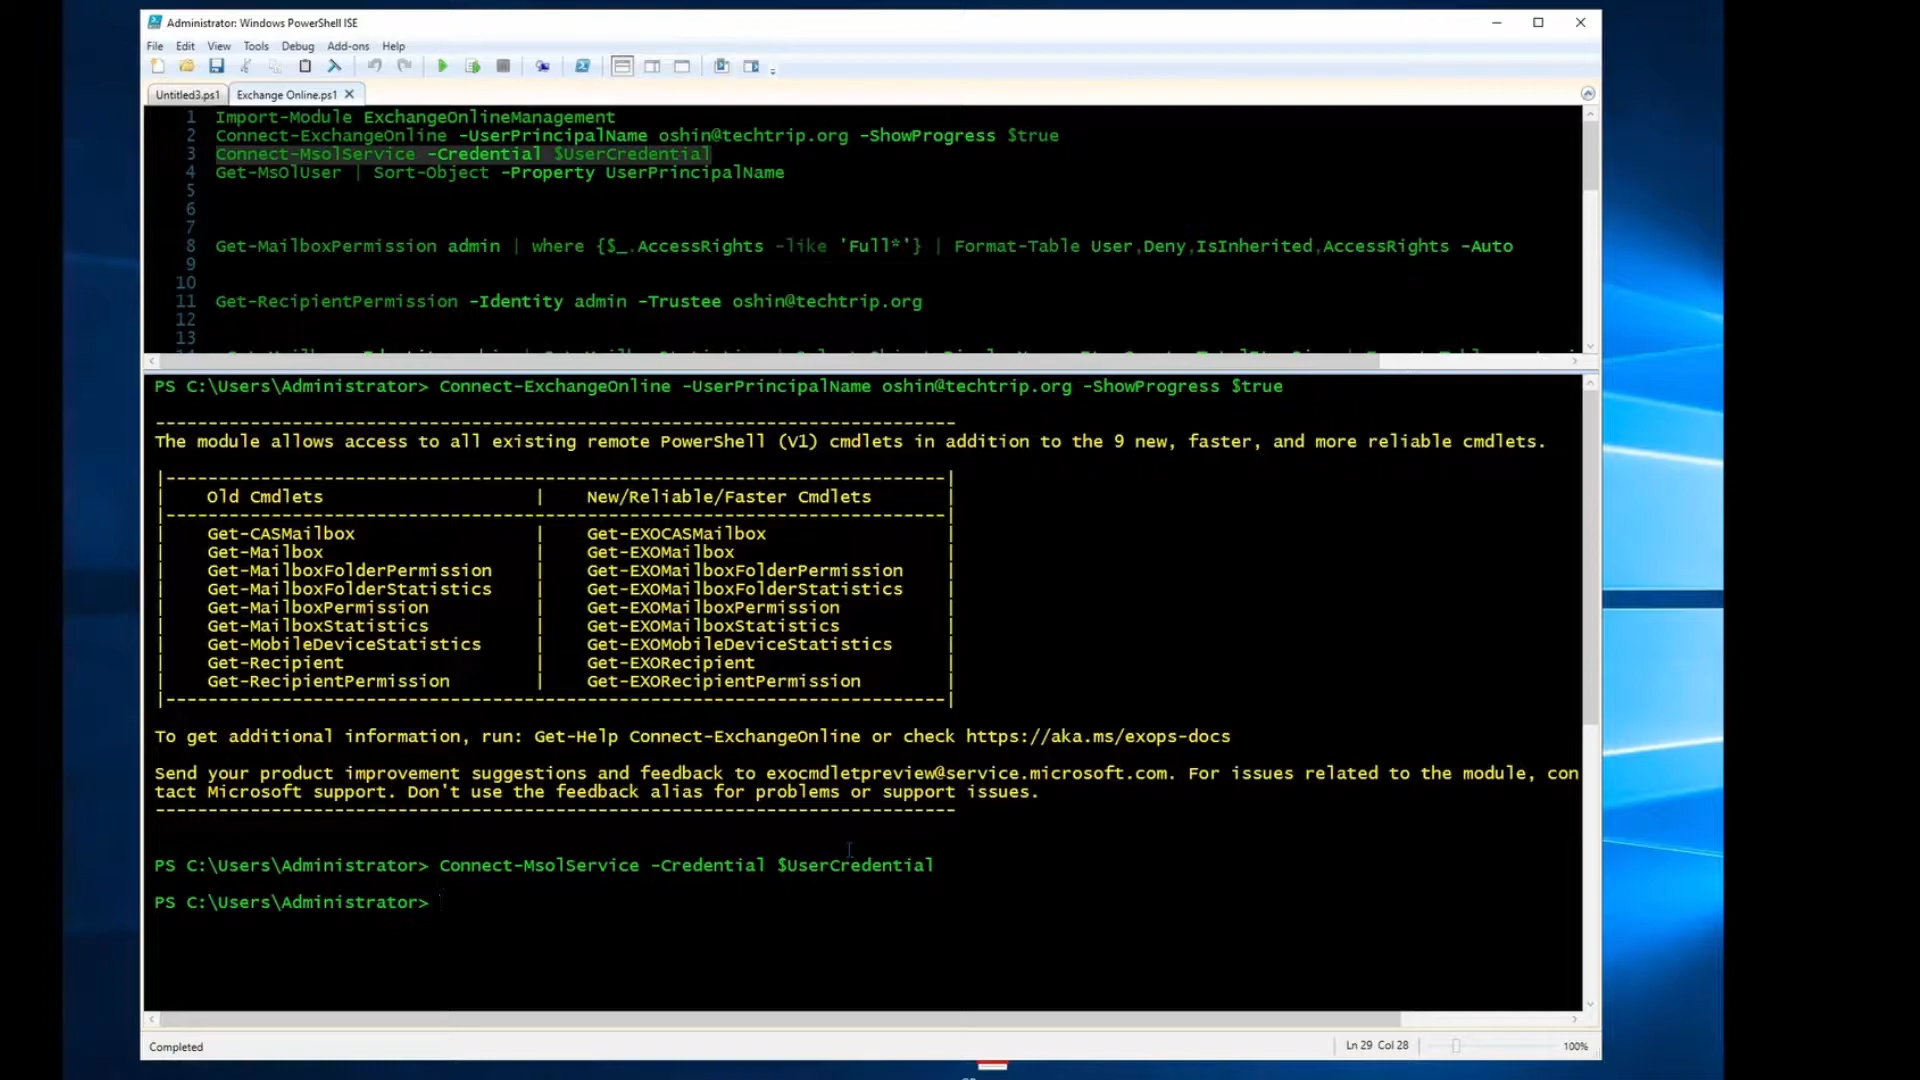 Administrator: Windows PowerShell ISE
File Edit View Tools Debug Add-ons Help
Untitled3.ps1 Exchange Online.ps1
1 Import-Module ExchangeOnlineManagement
2 Connect-ExchangeOnline -UserPrincipalName oshin@techtrip.org -ShowProgress $true
3 Connect-MsolService -Credential $UserCredential
4 Get-MsOlUser | Sort-Object -Property UserPrincipalName
5
6
7
8 Get-MailboxPermission admin | where {$_.AccessRights -like 'Full*'} | Format-Table User,Deny,IsInherited,AccessRights -Auto
9
10
11 Get-RecipientPermission -Identity admin -Trustee oshin@techtrip.org
12
13
PS C:\Users\Administrator> Connect-ExchangeOnline -UserPrincipalName oshin@techtrip.org -ShowProgress $true
----------------------------------------------------------------------------
The module allows access to all existing remote PowerShell (V1) cmdlets in addition to the 9 new, faster, and more reliable cmdlets.
|--------------------------------------------------------------------------|
| Old Cmdlets | New/Reliable/Faster Cmdlets |
|--------------------------------------------------------------------------|
| Get-CASMailbox | Get-EXOCASMailbox |
| Get-Mailbox | Get-EXOMailbox |
| Get-MailboxFolderPermission | Get-EXOMailboxFolderPermission |
| Get-MailboxFolderStatistics | Get-EXOMailboxFolderStatistics |
| Get-MailboxPermission | Get-EXOMailboxPermission |
| Get-MailboxStatistics | Get-EXOMailboxStatistics |
| Get-MobileDeviceStatistics | Get-EXOMobileDeviceStatistics |
| Get-Recipient | Get-EXORecipient |
| Get-RecipientPermission | Get-EXORecipientPermission |
|--------------------------------------------------------------------------|
To get additional information, run: Get-Help Connect-ExchangeOnline or check https://aka.ms/exops-docs
Send your product improvement suggestions and feedback to exocmdletpreview@service.microsoft.com. For issues related to the module, con
tact Microsoft support. Don't use the feedback alias for problems or support issues.
----------------------------------------------------------------------------
PS C:\Users\Administrator> Connect-MsolService -Credential $UserCredential
PS C:\Users\Administrator>
Completed Ln 29 Col 28 100%